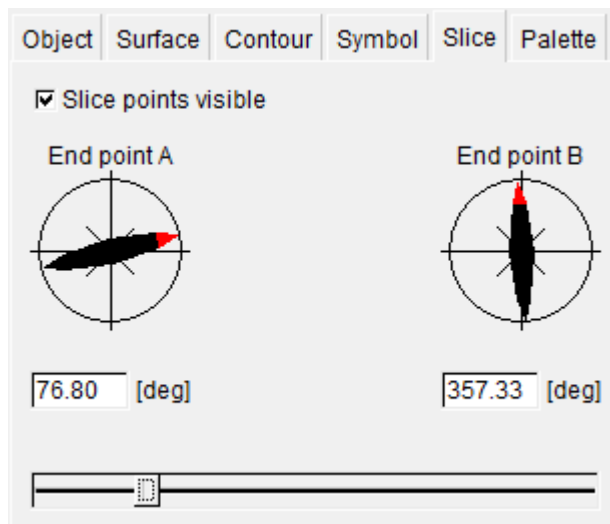 Object Surface Contour Symbol Slice Palette
Slice points visible
End point A End point B
76.80 [deg] 357.33 [deg]